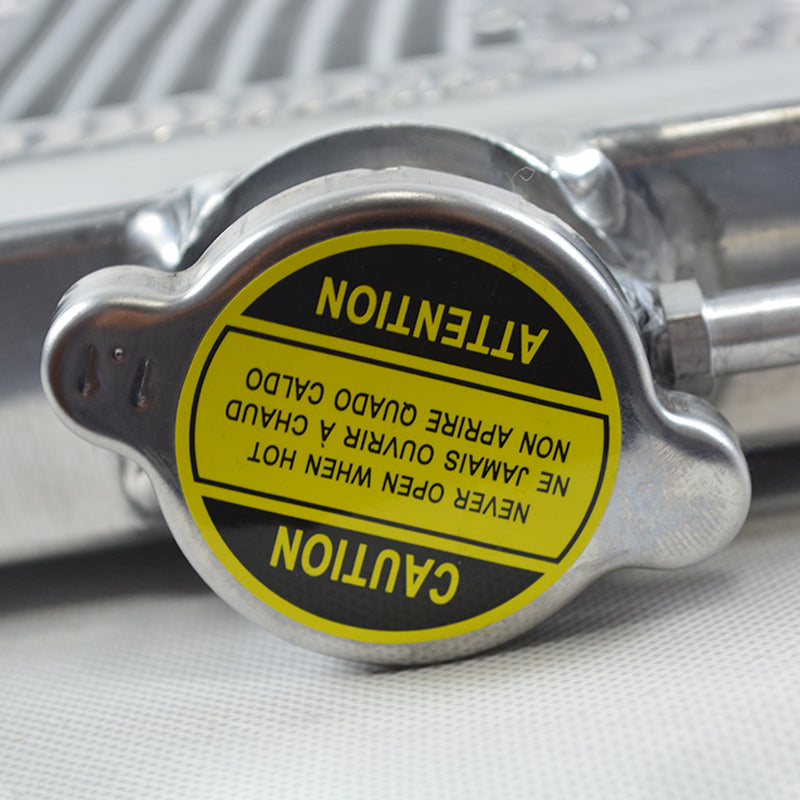 CAUTION
NEVER OPEN WHEN HOT
NE JAMAIS OUVRIR À CHAUD
NON APRIRE QUADO CALDO
ATTENTION